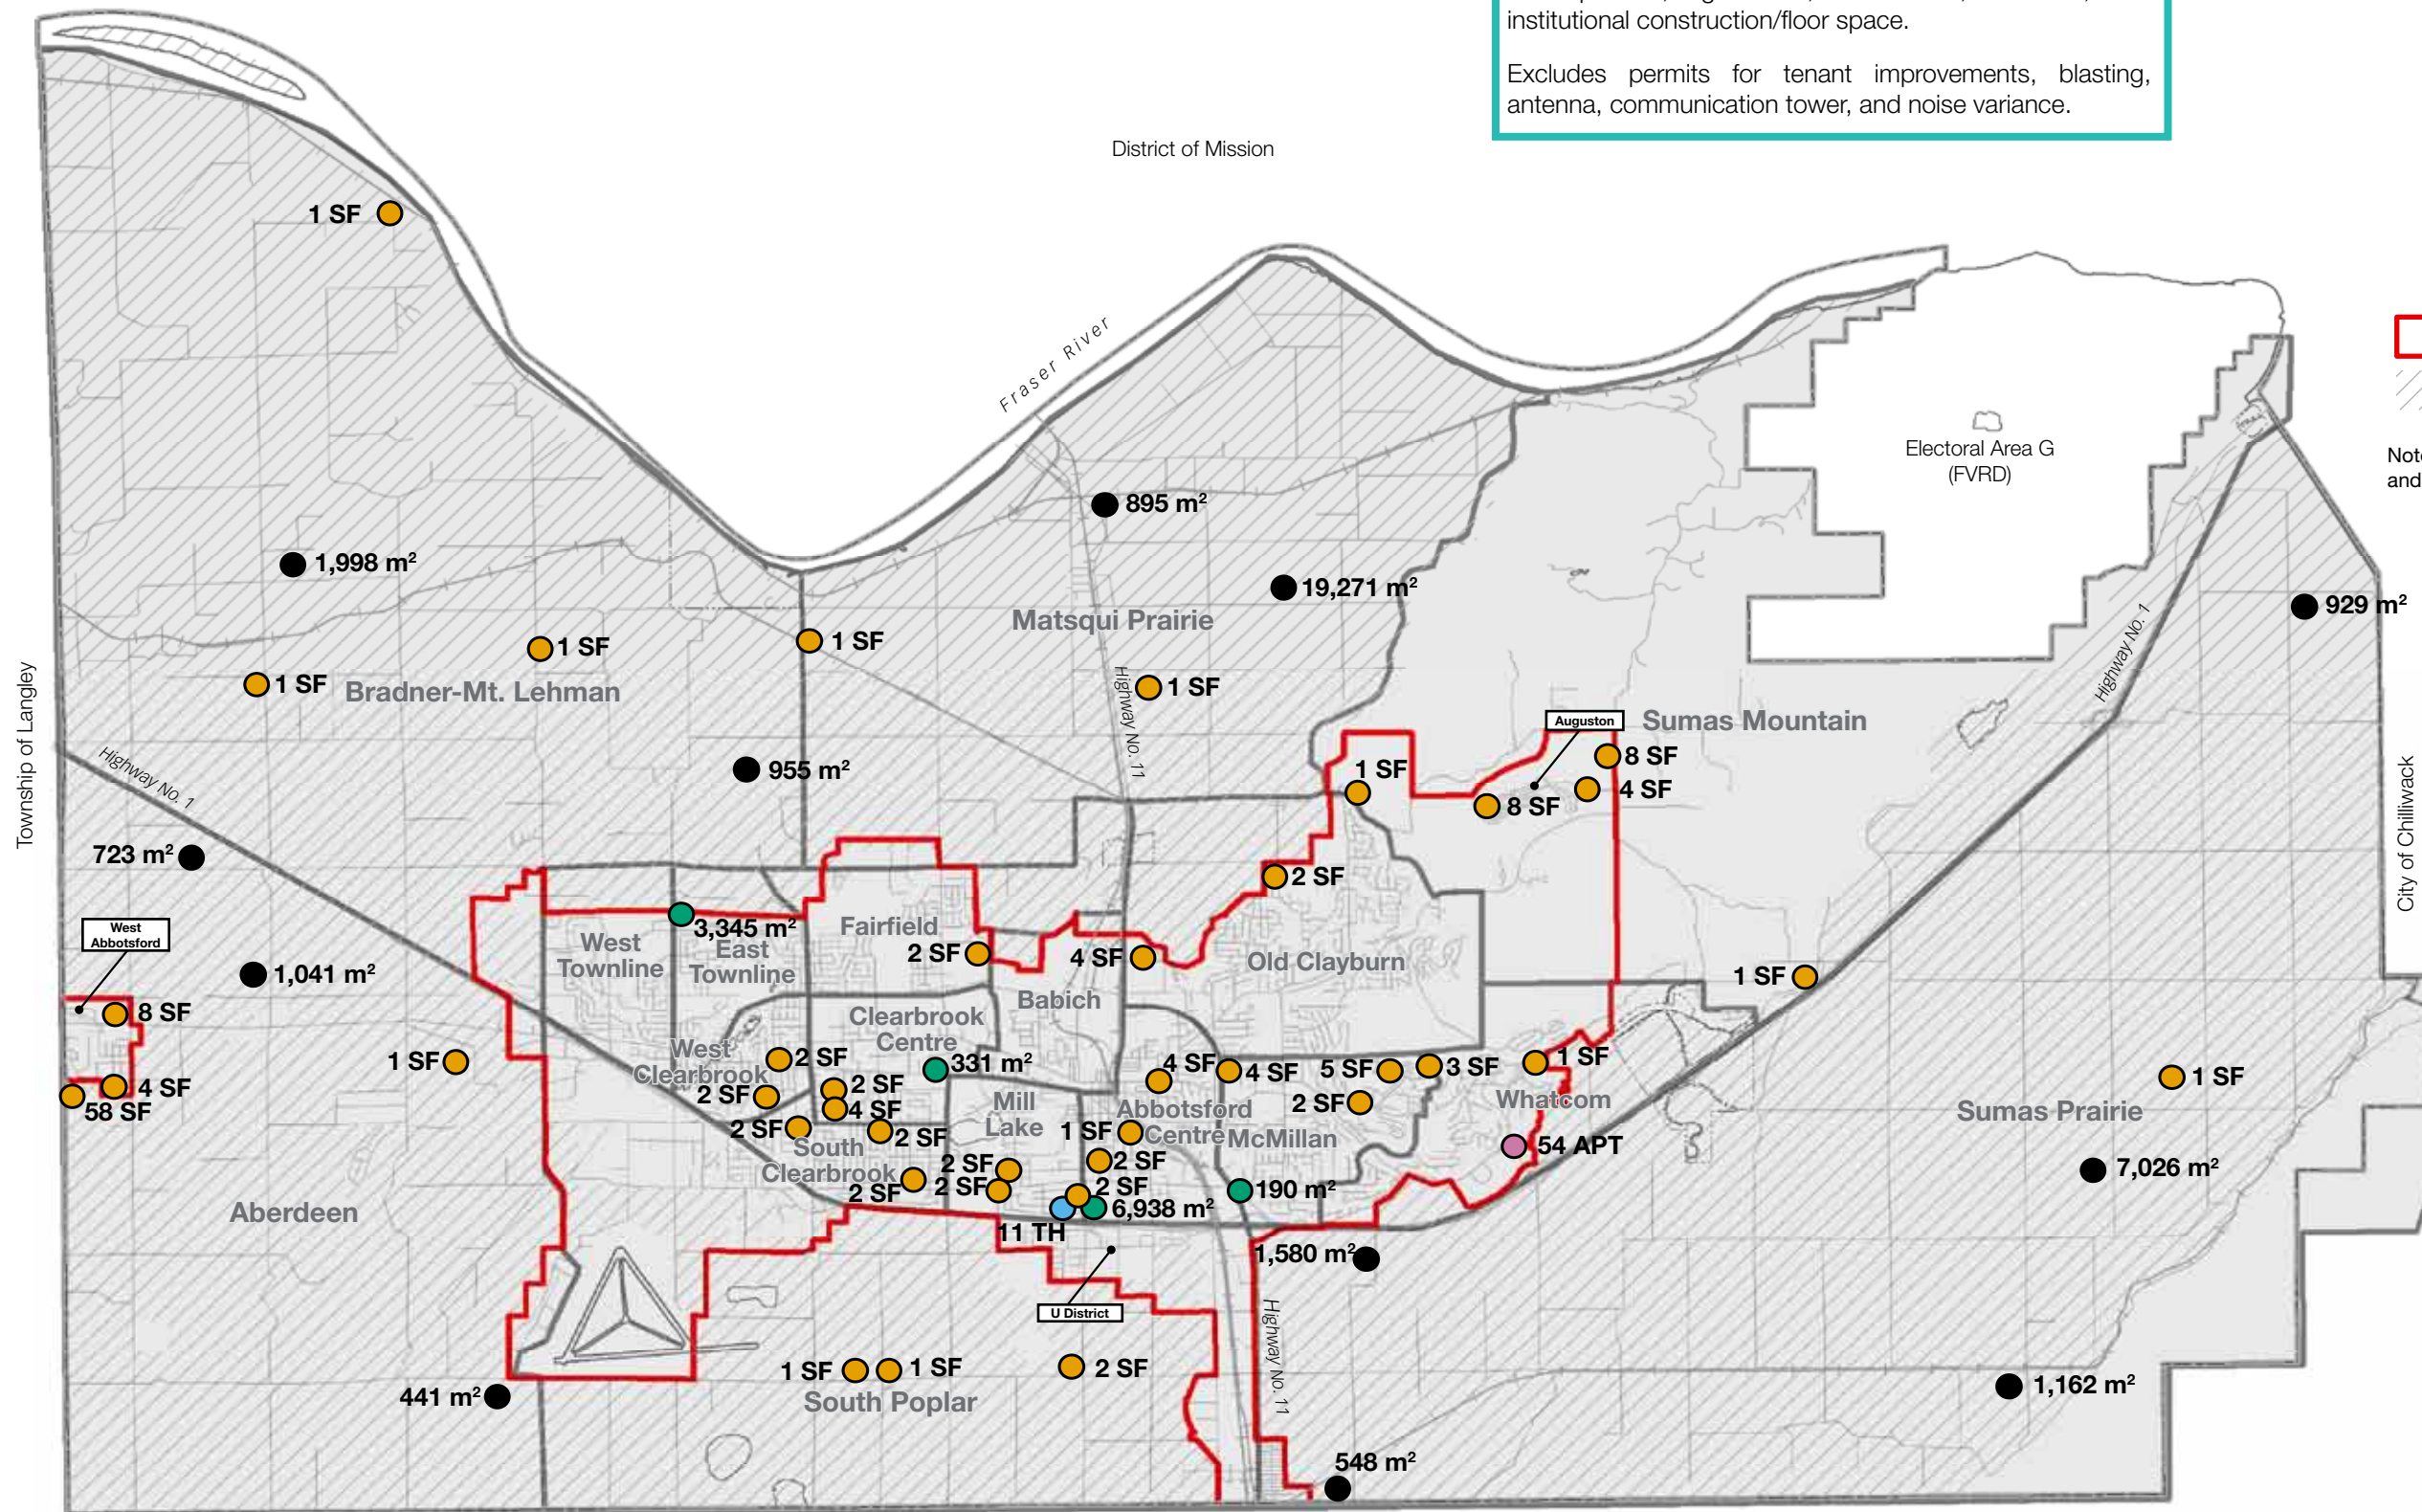 institutional construction/floor space.
Excludes permits for tenant improvements, blasting,
antenna, communication tower, and noise variance.
District of Mission
1 SF
Fraser River
Electoral Area G
(FVRD)
Note
and
895 m²
1,998 m²
19,271 m²
929 m²
Matsqui Prairie
Highway No. 1
1 SF
1 SF
1 SF
Bradner-Mt. Lehman
1 SF
Highway No. 11
Township of Langley
Auguston
Sumas Mountain
8 SF
1 SF
955 m²
4 SF
8 SF
Highway No. 1
City of Chilliwack
723 m²
2 SF
West
Abbotsford
3,345 m²
Fairfield
West
Townline
East
Townline
2 SF
4 SF
Old Clayburn
1,041 m²
1 SF
Babich
8 SF
Clearbrook
Centre
West
Clearbrook
2 SF
331 m²
1 SF
4 SF
4 SF
5 SF
3 SF
1 SF
1 SF
4 SF
58 SF
2 SF
2 SF
4 SF
Mill
Lake
Abbotsford
Centre
2 SF
Whatcom
Sumas Prairie
2 SF
2 SF
1 SF
McMillan
54 APT
South
Clearbrook
2 SF
2 SF
7,026 m²
2 SF
2 SF
2 SF
190 m²
6,938 m²
Aberdeen
11 TH
1,580 m²
U District
Highway No. 11
1 SF
1 SF
2 SF
441 m²
South Poplar
1,162 m²
548 m²